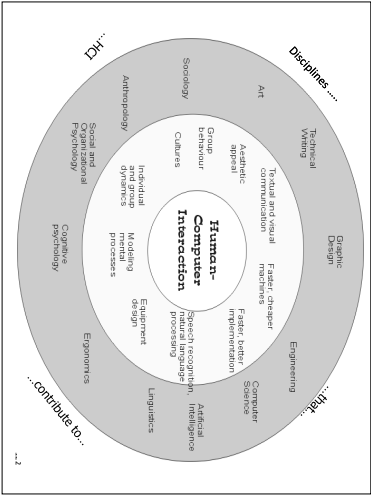 Disciplines .....
...that...
...contribute to...
...HCI
Graphic
Design
Technical
Writing
Engineering
Art
Computer
Science
Sociology
Artificial
Intelligence
Anthropology
Linguistics
Social and
Organizational
Psychology
Ergonomics
Cognitive
psychology
Textual and visual
communication
Faster, cheaper
machines
Aesthetic
appeal
Faster, better
implementation
Group
behaviour
Cultures
Speech recognition,
natural language
processing
Individual
and group
dynamics
Equipment
design
Modeling
mental
processes
Human-
Computer
Interaction